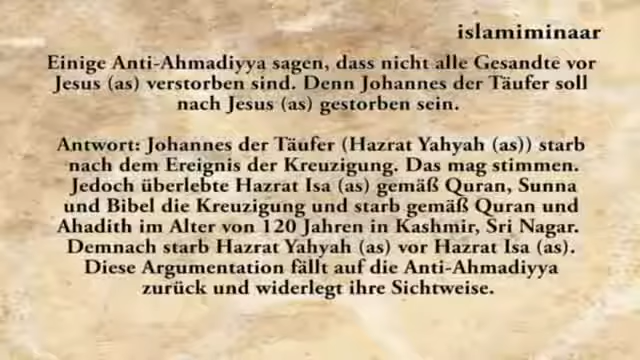 islamiminaar
Einige Anti-Ahmadiyya sagen, dass nicht alle Gesandte vor
Jesus (as) verstorben sind. Denn Johannes der Täufer soll
nach Jesus (as) gestorben sein.
Antwort: Johannes der Täufer (Hazrat Yahyah (as)) starb
nach dem Ereignis der Kreuzigung. Das mag stimmen.
Jedoch überlebte Hazrat Isa (as) gemäß Quran, Sunna
und Bibel die Kreuzigung und starb gemäß Quran und
Ahadith im Alter von 120 Jahren in Kashmir, Sri Nagar.
Demnach starb Hazrat Yahyah (as) vor Hazrat Isa (as).
Diese Argumentation fällt auf die Anti-Ahmadiyya
zurück und widerlegt ihre Sichtweise.